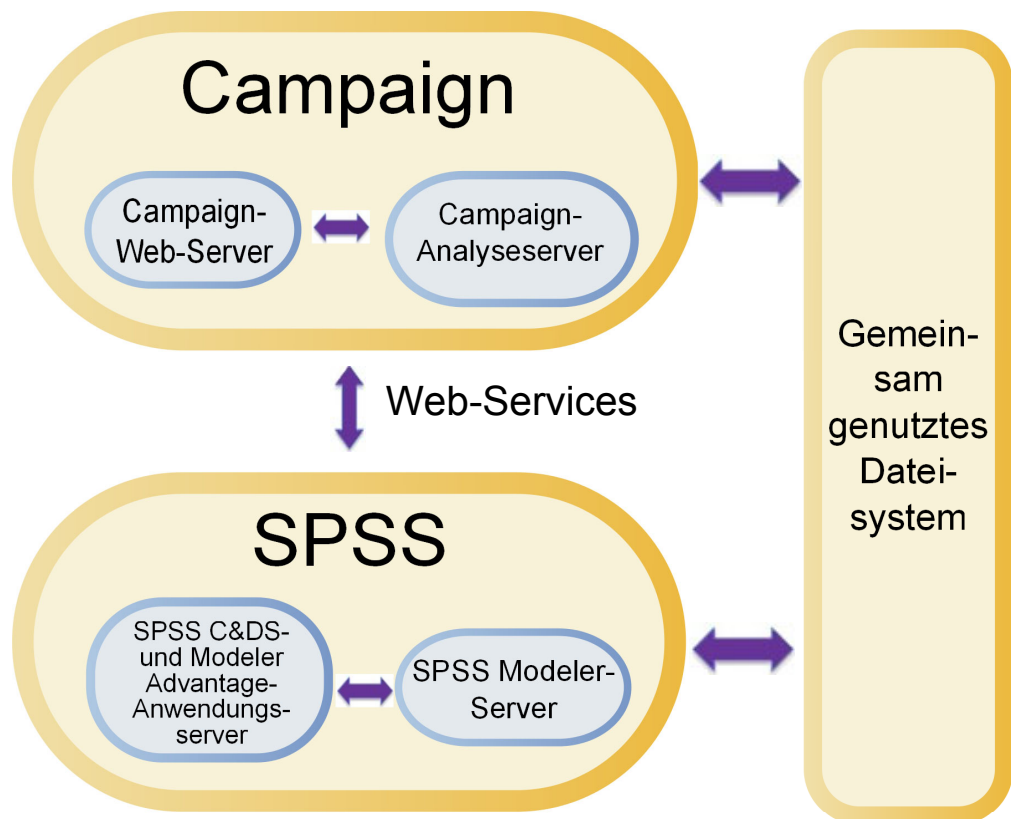 Campaign
Campaign-
Web-Server
Campaign-
Analyseserver
Web-Services
SPSS
SPSS C&DS-
und Modeler
Advantage-
Anwendungs-
server
SPSS Modeler-
Server
Gemein-
sam
genutztes
Datei-
system